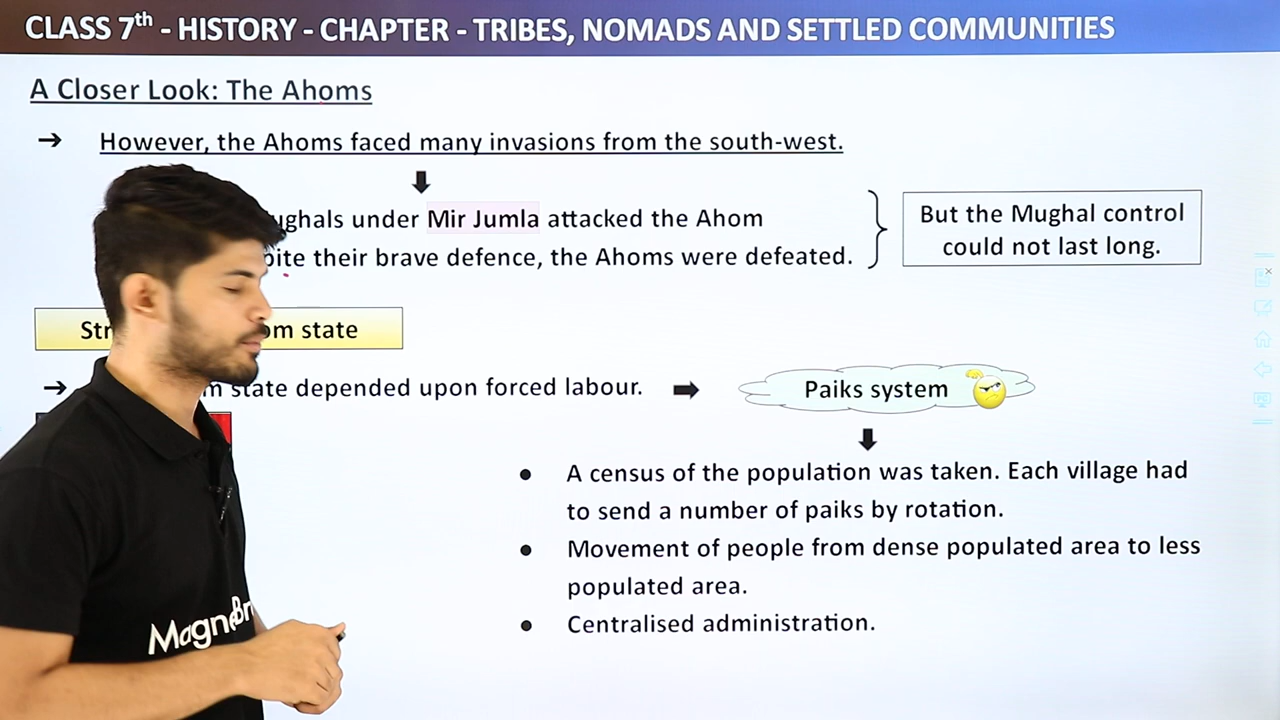 CLASS 7th - HISTORY - CHAPTER - TRIBES, NOMADS AND SETTLED COMMUNITIES
A Closer Look: The Ahoms
→ However, the Ahoms faced many invasions from the south-west.
under Mir Jumla attacked the Ahom
their brave defence, the Ahoms were defeated.
But the Mughal control
could not last long.
state
→ state depended upon forced labour.
Paiks system
• A census of the population was taken. Each village had
to send a number of paiks by rotation.
• Movement of people from dense populated area to less
populated area.
• Centralised administration.